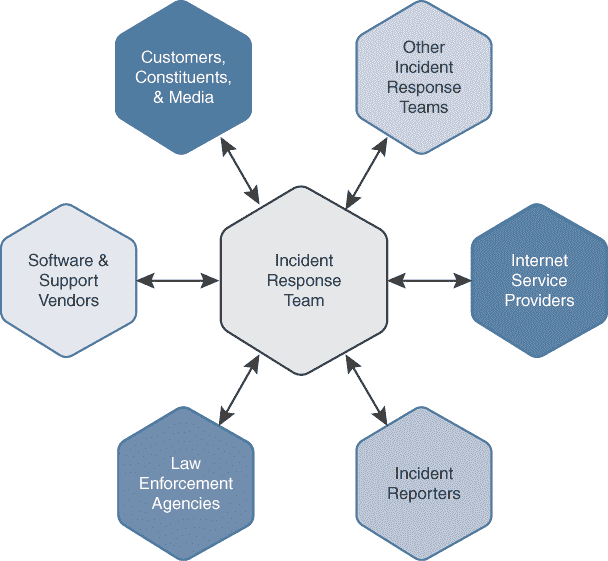 Customers,
Constituents,
& Media
Other
Incident
Response
Teams
Software &
Support
Vendors
Incident
Response
Team
Internet
Service
Providers
Law
Enforcement
Agencies
Incident
Reporters